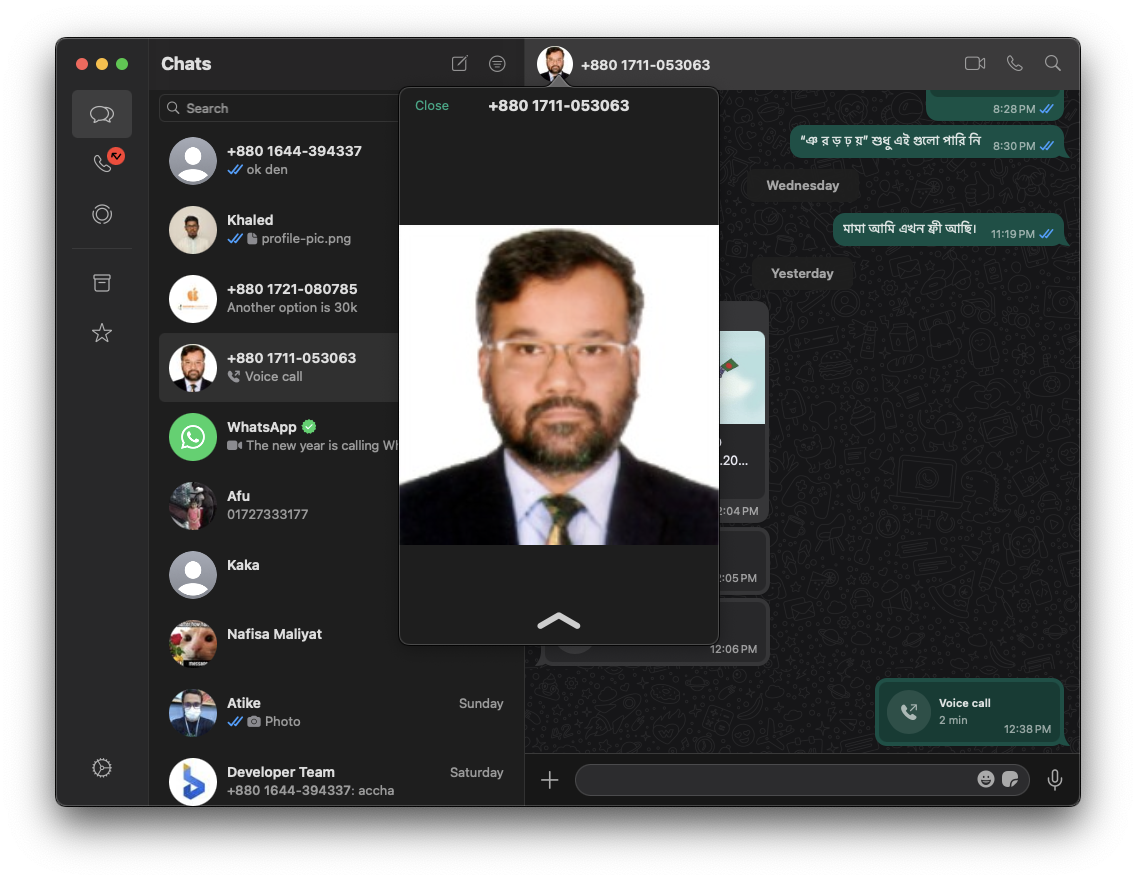 Chats
+880 1711-053063
Search
Close
+880 1711-053063
+880 1644-394337
ok den
Khaled
profile-pic.png
+880 1721-080785
Another option is 30k
+880 1711-053063
Voice call
WhatsApp
The new year is calling Wh
Afu
01727333177
Kaka
Nafisa Maliyat
Atike
Sunday
Photo
Developer Team
Saturday
+880 1644-394337: accha
8:28 PM
“ঞ র ড় ঢ় য়” শুধু এই গুলো পারি নি
8:30 PM
Wednesday
মামা আমি এখন ফ্রী আছি।
11:19 PM
Yesterday
.20...
2:04 PM
2:05 PM
12:06 PM
Voice call
2 min
12:38 PM